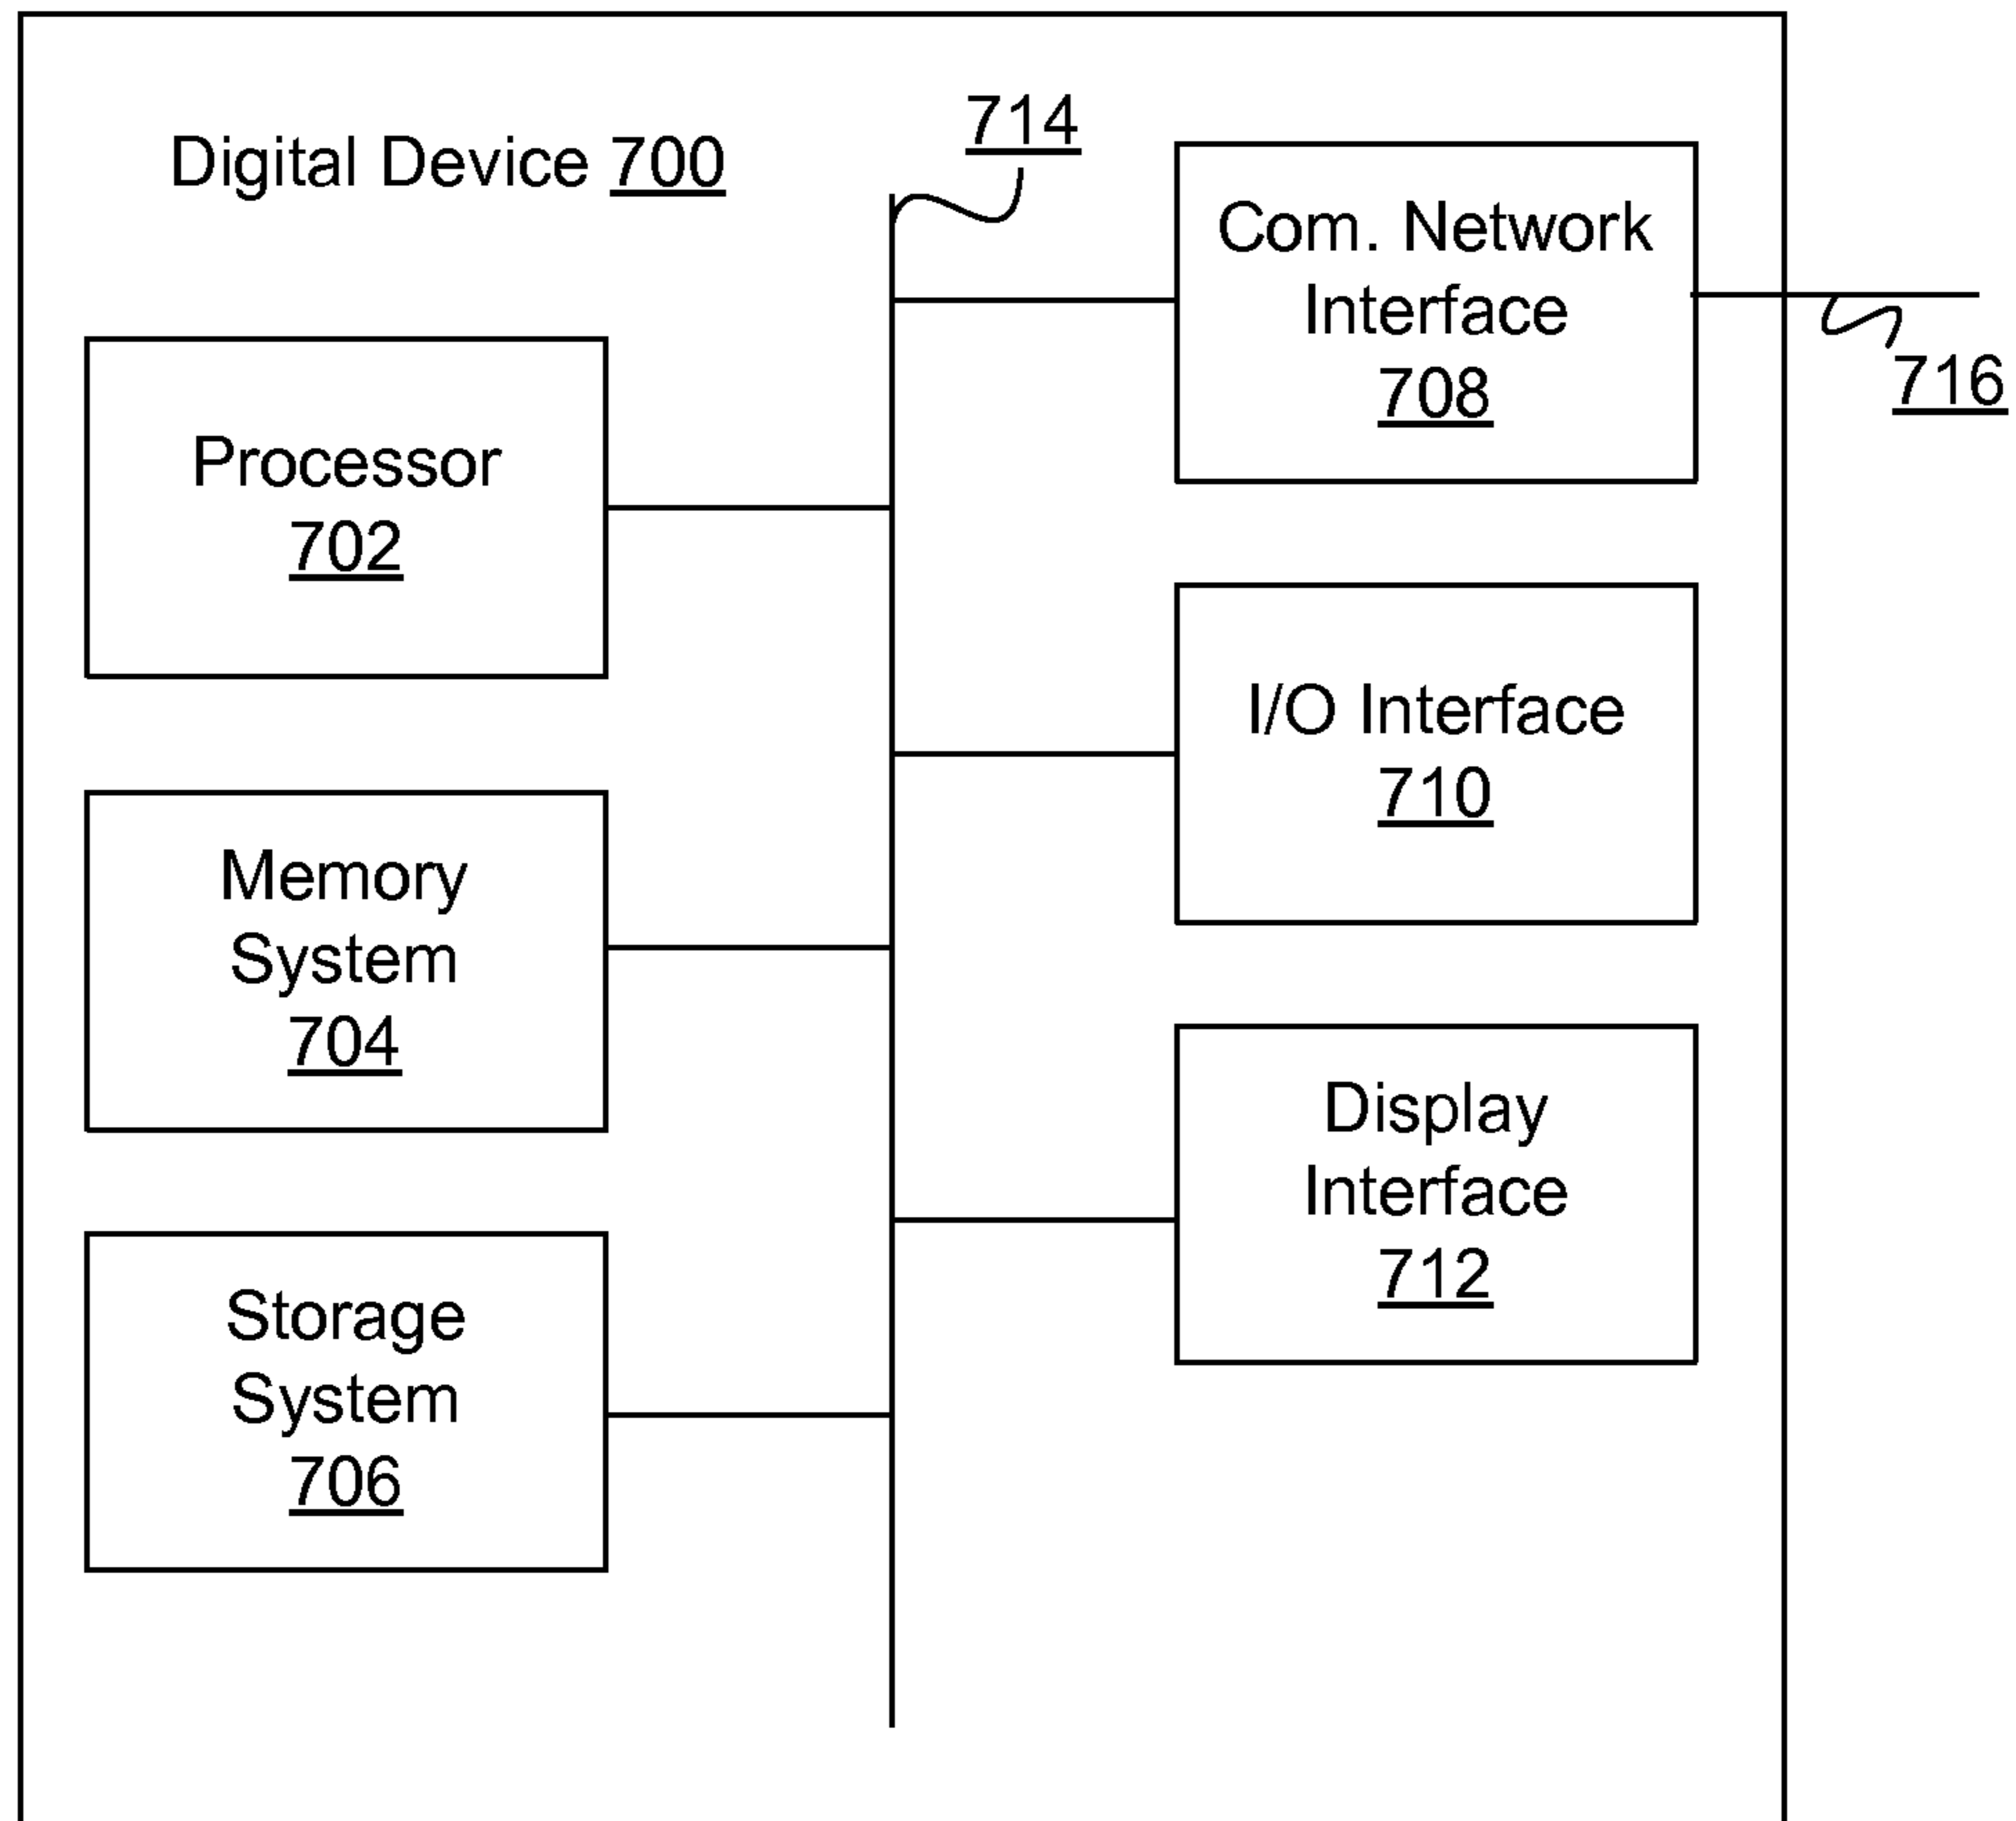 Digital Device 700
714
Com. Network
Interface
708
716
Processor
702
I/O Interface
710
Memory
System
704
Display
Interface
712
Storage
System
706